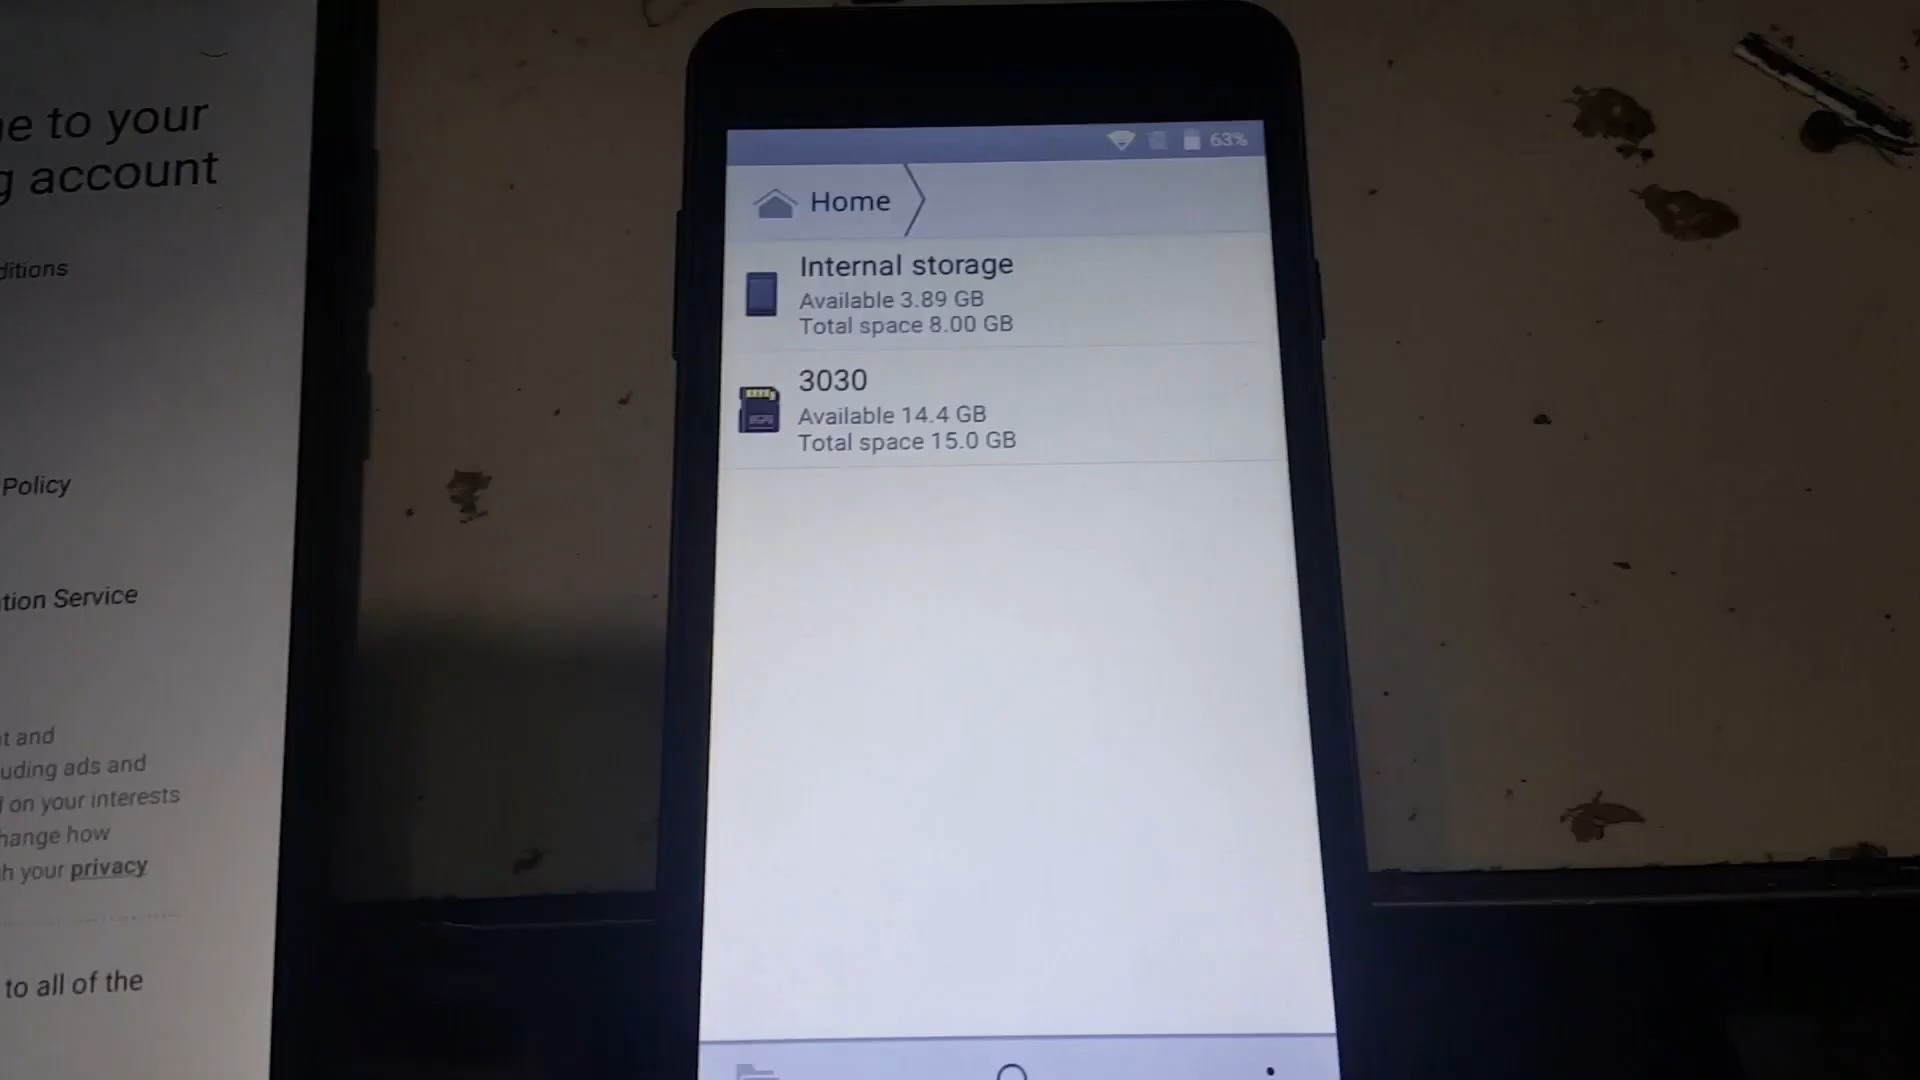 e to your
g account
ditions
Policy
tion Service
t and
uding ads and
on your interests
hange how
h your privacy
to all of the
63%
Home
Internal storage
Available 3.89 GB
Total space 8.00 GB
3030
Available 14.4 GB
Total space 15.0 GB